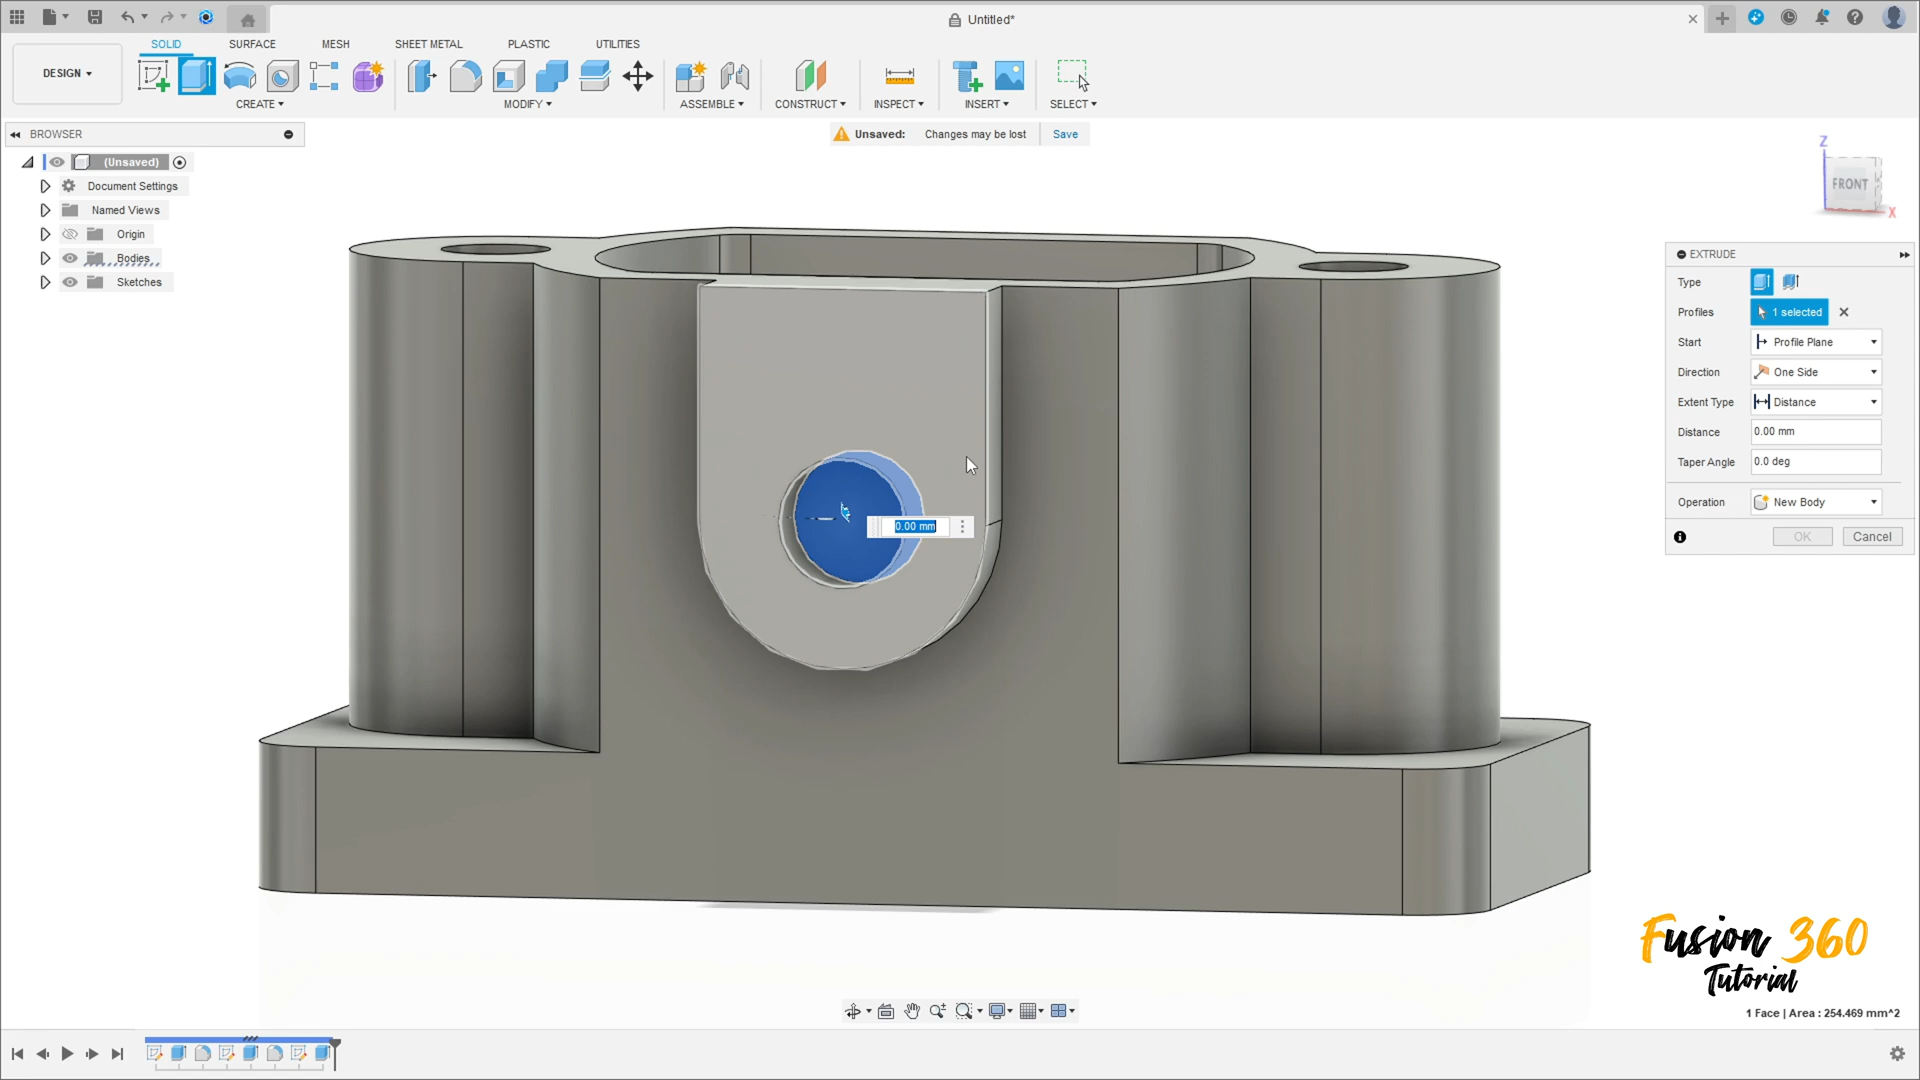 Untitled*
DESIGN
SOLID
SURFACE
MESH
SHEET METAL
PLASTIC
UTILITIES
CREATE
MODIFY
ASSEMBLE
CONSTRUCT
INSPECT
INSERT
SELECT
BROWSER
Unsaved: Changes may be lost Save
(Unsaved)
Document Settings
Named Views
Origin
Bodies
Sketches
Z
FRONT
X
EXTRUDE
Type
Profiles 1 selected
Start Profile Plane
Direction One Side
Extent Type Distance
Distance 0.00 mm
Taper Angle 0.0 deg
Operation New Body
OK Cancel
0.00 mm
Fusion 360
Tutorial
1 Face | Area : 254.469 mm^2